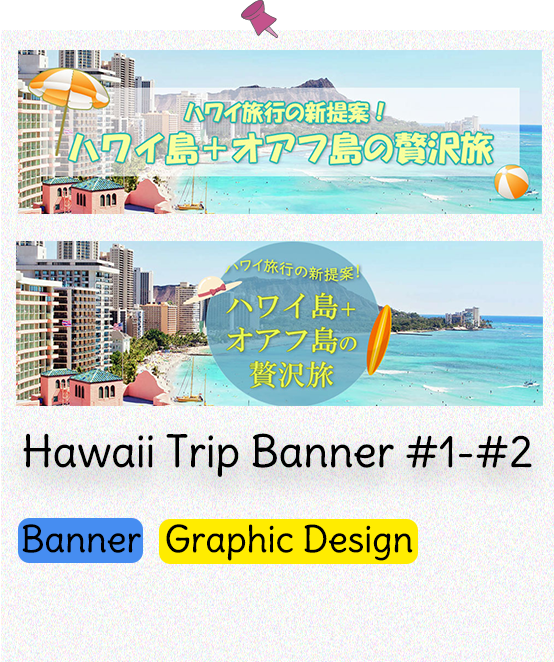 ハワイ旅行の新提案！
ハワイ島＋オアフ島の贅沢旅
ハワイ旅行の新提案！
ハワイ島＋
オアフ島の
贅沢旅
Hawaii Trip Banner #1-#2
Banner Graphic Design